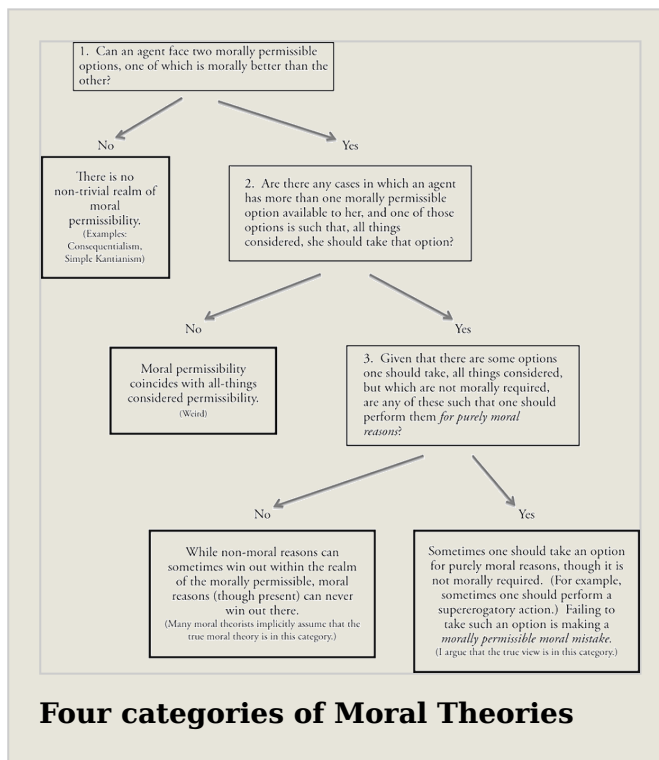 1. Can an agent face two morally permissible
options, one of which is morally better than the
other?
No
Yes
There is no
non-trivial realm of
moral
permissibility.
(Examples:
Consequentialism,
Simple Kantianism)
2. Are there any cases in which an agent
has more than one morally permissible
option available to her, and one of those
options is such that, all things
considered, she should take that option?
No
Yes
Moral permissibility
coincides with all-things
considered permissibility.
(Weird)
3. Given that there are some options
one should take, all things considered,
but which are not morally required,
are any of these such that one should
perform them for purely moral
reasons?
No
Yes
While non-moral reasons can
sometimes win out within the realm
of the morally permissible, moral
reasons (though present) can never
win out there.
(Many moral theorists implicitly assume that the
true moral theory is in this category.)
Sometimes one should take an option
for purely moral reasons, though it is
not morally required. (For example,
sometimes one should perform a
supererogatory action.) Failing to
take such an option is making a
morally permissible moral mistake.
(I argue that the true view is in this category.)
Four categories of Moral Theories